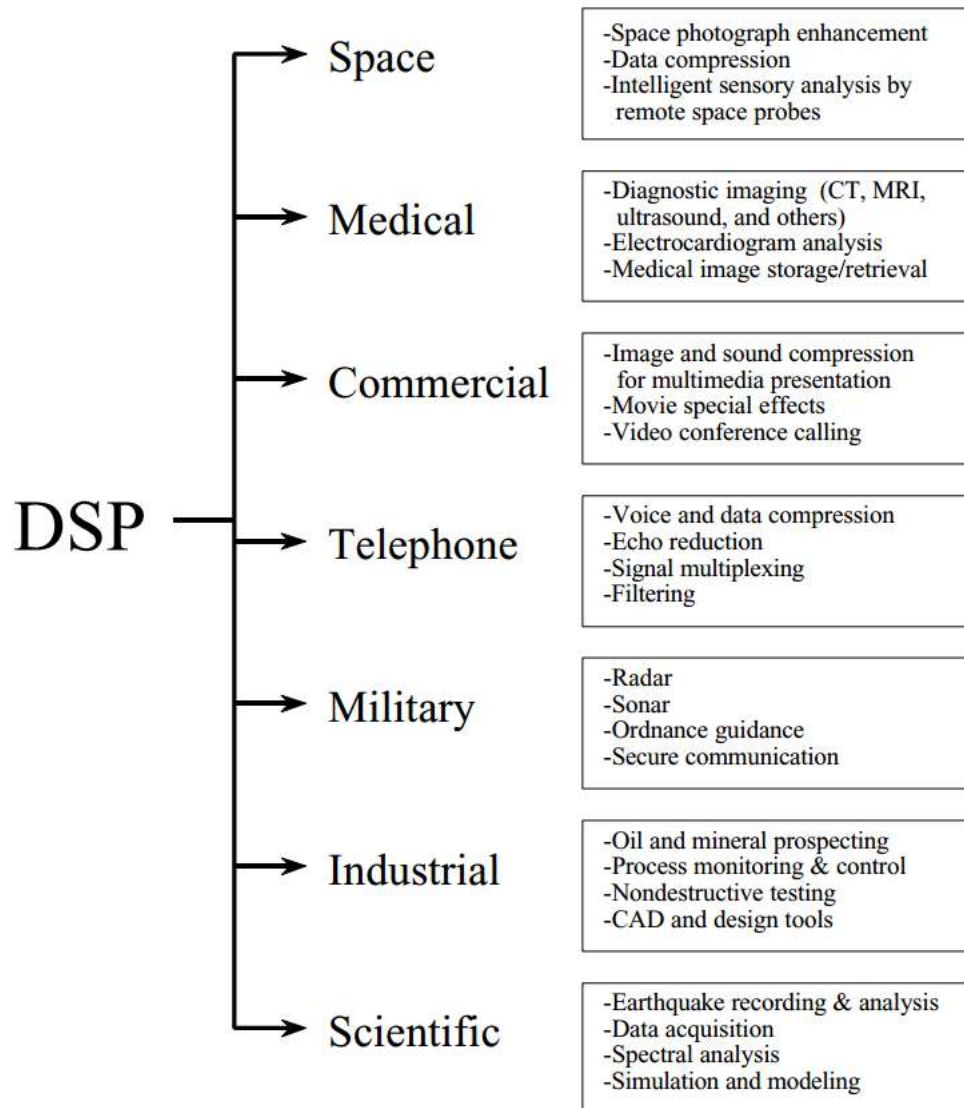 Space
-Space photograph enhancement
-Data compression
-Intelligent sensory analysis by
remote space probes
Medical
-Diagnostic imaging (CT, MRI,
ultrasound, and others)
-Electrocardiogram analysis
-Medical image storage/retrieval
Commercial
-Image and sound compression
for multimedia presentation
-Movie special effects
-Video conference calling
DSP
Telephone
-Voice and data compression
-Echo reduction
-Signal multiplexing
-Filtering
Military
-Radar
-Sonar
-Ordnance guidance
-Secure communication
Industrial
-Oil and mineral prospecting
-Process monitoring & control
-Nondestructive testing
-CAD and design tools
Scientific
-Earthquake recording & analysis
-Data acquisition
-Spectral analysis
-Simulation and modeling